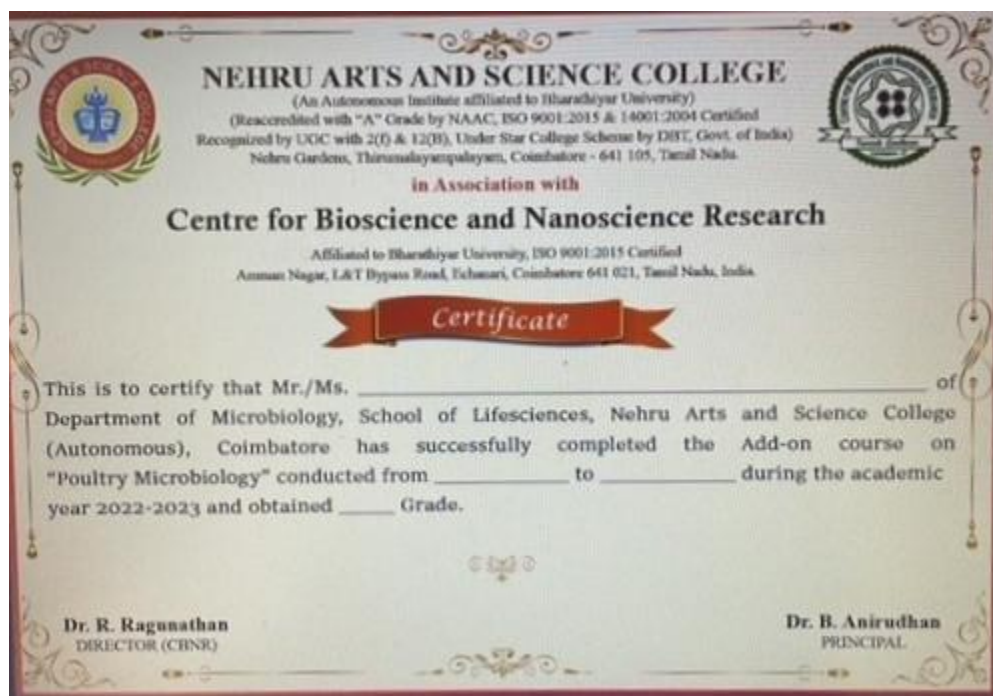 NEHRU ARTS AND SCIENCE COLLEGE
(An Autonomous Institute affiliated to Bharathiyar University)
(Reaccredited with "A" Grade by NAAC, ISO 9001:2015 & 14001:2004 Certified
Recognized by UGC with 2(f) & 12(B), Under Star College Scheme by DBT, Govt. of India)
Nehru Gardens, Thirumalayampalayam, Coimbatore - 641 105, Tamil Nadu.
in Association with
Centre for Bioscience and Nanoscience Research
Affiliated to Bharathiyar University, ISO 9001:2015 Certified
Amman Nagar, L&T Bypass Road, Echanari, Coimbatore 641 021, Tamil Nadu, India.
Certificate
This is to certify that Mr./Ms. ____ of
Department of Microbiology, School of Lifesciences, Nehru Arts and Science College
(Autonomous), Coimbatore has successfully completed the Add-on course on
"Poultry Microbiology" conducted from ____ to ____ during the academic
year 2022-2023 and obtained ____ Grade.
Dr. R. Ragunathan
DIRECTOR (CBNR)
Dr. B. Anirudhan
PRINCIPAL